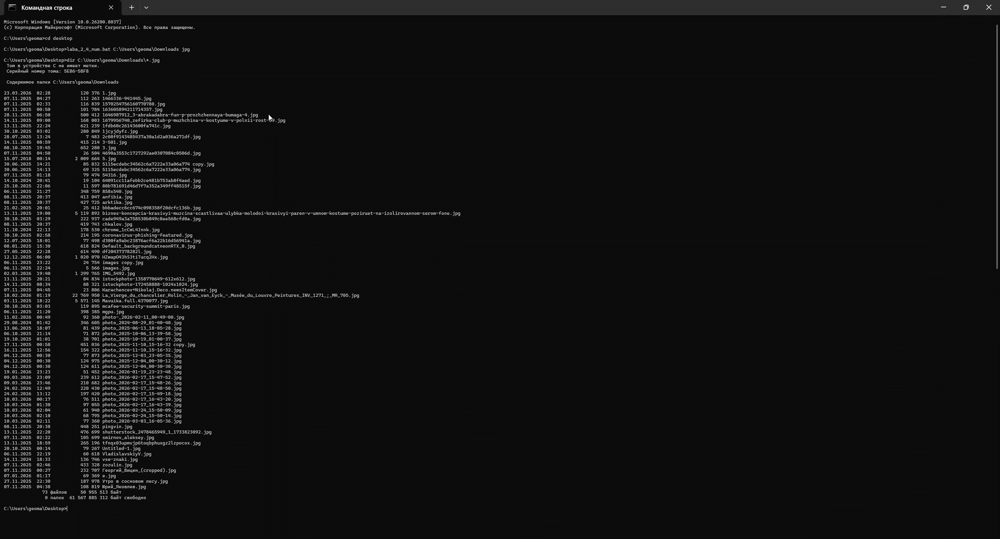 Командная строка
Microsoft Windows [Version 10.0.26200.8037]
(c) Корпорация Майкрософт (Microsoft Corporation). Все права защищены.
C:\Users\geoma>cd desktop
C:\Users\geoma\Desktop>laba_2_4_num.bat C:\Users\geoma\Downloads jpg
C:\Users\geoma\Desktop>dir C:\Users\geoma\Downloads\*.jpg
Том в устройстве C не имеет метки.
Серийный номер тома: 5E86-5BF8
Содержимое папки C:\Users\geoma\Downloads
23.03.2026 02:28 120 376 1.jpg
07.11.2025 04:27 112 263 1466336-941445.jpg
07.11.2025 02:33 116 839 1570254756160770780.jpg
07.11.2025 00:50 101 784 163605894211714357.jpg
28.11.2025 06:50 500 412 1646987912_3-abrakadabra-fun-p-prozhzhennaya-bumaga-4.jpg
14.11.2025 09:00 168 003 1679956740_zefirka-club-p-muzhchina-v-kostyume-v-polnii-rost-69.jpg
13.11.2025 22:24 621 239 1fdb60c26143600fa741c.jpg
30.10.2025 03:02 280 849 1jcyjdyfz.jpg
28.07.2025 13:24 7 483 2c08f9143485437a30a1d2a036a271df.jpg
14.11.2025 08:59 415 214 3-501.jpg
08.10.2025 19:45 652 280 3.jpg
07.11.2025 04:50 26 504 4690a3553c1727292ae0307084c0506d.jpg
15.07.2018 00:14 2 009 664 5.jpg
30.06.2025 14:21 85 832 5115ecdebc34562c6a7222e33a06a774 copy.jpg
30.06.2025 14:13 69 325 5115ecdebc34562c6a7222e33a06a774.jpg
07.11.2025 01:18 79 474 54316.jpg
14.10.2024 20:41 19 104 64091cc11afebb2ce481b753ab8f4aed.jpg
25.10.2025 22:06 11 597 80b781691d46d7f7a352a349ff48515f.jpg
06.11.2025 21:27 348 759 858x540.jpg
08.11.2025 20:37 413 047 anfibia.jpg
08.11.2025 20:37 427 725 arktika.jpg
21.02.2025 20:01 25 412 bbbadecc6cc674c098358f20dcfc136b.jpg
13.11.2025 19:00 5 119 892 biznes-koncepcia-krasivyi-muzcina-scastlivaa-ulybka-molodoi-krasivyi-paren-v-umnom-kostume-poziruet-na-izolirovannom-serom-fone.jpg
30.10.2025 03:29 222 937 cade949a3a758530b849c8ee568cfd0a.jpg
08.11.2025 20:37 419 743 chkalov.jpg
11.10.2024 22:13 178 530 chrome_1cCwL4Innk.jpg
30.10.2025 02:58 214 195 coronavirus-phishing-featured.jpg
12.07.2025 18:01 77 498 d300fa9abc23876acf6a22b16d56941a.jpg
08.01.2025 15:30 618 824 Default_backgroundcatneonRTX_0.jpg
27.05.2025 22:28 614 490 df20437378282l.jpg
12.12.2025 06:00 1 020 070 HZwapO43hS3tiTucq2Hx.jpg
06.11.2025 23:22 24 754 images copy.jpg
06.11.2025 22:24 5 566 images.jpg
02.03.2026 19:40 1 299 765 IMG_5492.jpg
13.11.2025 20:21 84 834 istockphoto-1358770649-612x612.jpg
14.11.2025 08:34 88 321 istockphoto-172458888-1024x1024.jpg
07.11.2025 04:45 23 806 Karachencev+Nikolaj.Deco.newsItemCover.jpg
18.02.2026 01:19 22 769 950 La_Vierge_du_chancelier_Rolin_-_Jan_van_Eyck_-_Musée_du_Louvre_Peintures_INV_1271_;_MR_705.jpg
03.11.2025 18:22 5 571 145 Mavuika.full.4370077.jpg
30.10.2025 03:03 119 895 mcafee-security-summit-paris.jpg
06.11.2025 21:20 398 385 mgpu.jpg
11.02.2026 00:49 92 360 photo-_2026-02-11_00-49-00.jpg
29.08.2024 01:42 346 605 photo_2024-08-29_01-40-40.jpg
13.06.2025 18:07 81 439 photo_2025-06-13_18-05-28.jpg
06.10.2025 21:14 71 872 photo_2025-10-06_13-39-58.jpg
19.10.2025 01:01 38 701 photo_2025-10-19_01-00-37.jpg
17.11.2025 00:58 451 036 photo_2025-11-10_15-16-32 copy.jpg
16.11.2025 12:56 154 322 photo_2025-11-10_15-16-32.jpg
04.12.2025 00:30 77 873 photo_2025-12-03_23-05-35.jpg
04.12.2025 00:30 124 975 photo_2025-12-04_00-30-12.jpg
04.12.2025 00:30 124 611 photo_2025-12-04_00-30-30.jpg
19.01.2026 23:23 51 452 photo_2026-01-19_23-23-48.jpg
09.03.2026 23:09 239 612 photo_2026-02-17_15-47-52.jpg
09.03.2026 23:46 210 682 photo_2026-02-17_15-48-26.jpg
24.02.2026 12:49 220 430 photo_2026-02-17_15-48-50.jpg
24.02.2026 13:12 197 420 photo_2026-02-17_15-49-18.jpg
10.03.2026 00:17 76 511 photo_2026-02-17_16-43-20.jpg
10.03.2026 01:30 97 055 photo_2026-02-17_16-43-39.jpg
10.03.2026 02:04 61 940 photo_2026-02-24_15-50-09.jpg
10.03.2026 02:10 68 795 photo_2026-02-24_15-50-14.jpg
10.03.2026 02:11 77 360 photo_2026-03-03_16-05-36.jpg
08.11.2025 20:38 448 251 pingvin.jpg
13.11.2025 22:20 476 699 shutterstock_2478465949_1_1733823092.jpg
07.11.2025 02:22 105 699 smirnov_aleksey.jpg
13.11.2025 18:59 265 196 tfnqx03upmvjp6toqbphuxgz2lzpocox.jpg
20.10.2025 00:14 79 267 Untitled-1.jpg
06.11.2025 22:19 60 618 VladislavskiyV.jpg
14.11.2024 18:33 136 746 vse-znaki.jpg
07.11.2025 02:46 433 328 zozulin.jpg
07.11.2025 00:27 232 707 Георгий_Вицин_(cropped).jpg
07.01.2026 01:17 69 369 е.jpg
27.11.2025 22:30 187 978 Утро в сосновом лесу.jpg
07.11.2025 04:38 108 819 Юрий_Яковлев.jpg
73 файлов 50 955 513 байт
0 папок 61 567 885 312 байт свободно
C:\Users\geoma\Desktop>